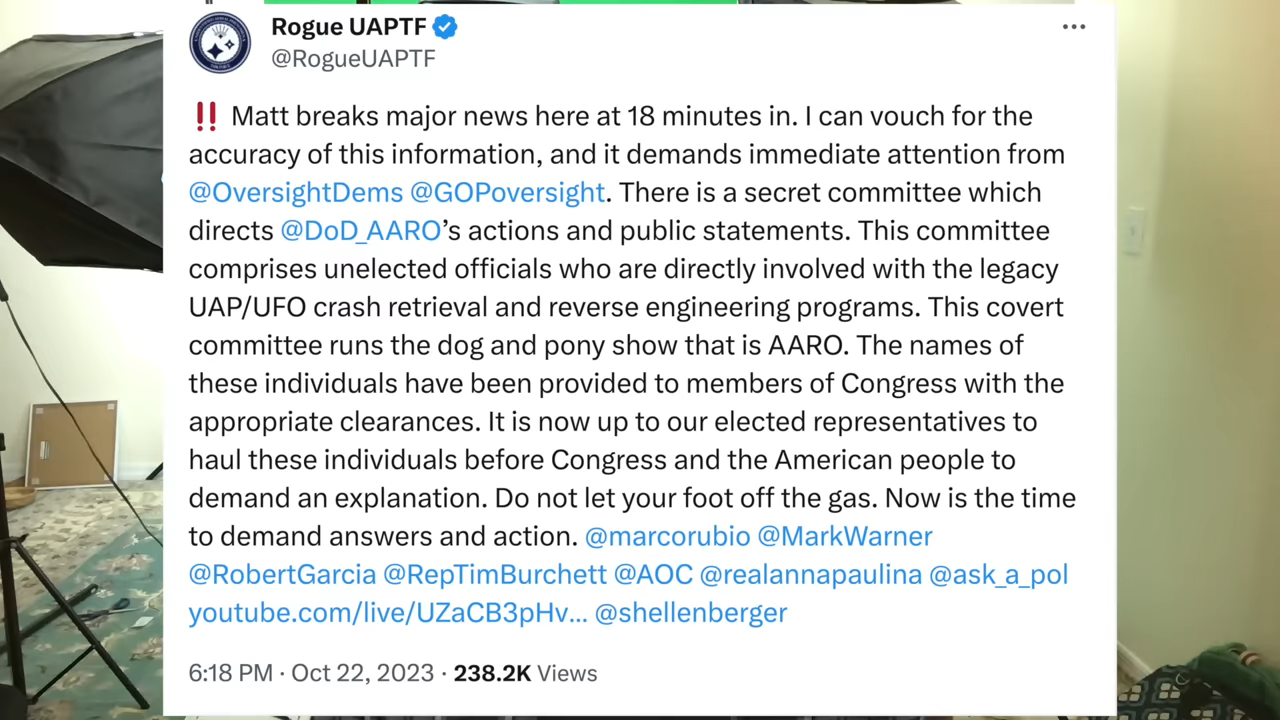 Rogue UAPTF
@RogueUAPTF
‼ Matt breaks major news here at 18 minutes in. I can vouch for the
accuracy of this information, and it demands immediate attention from
@OversightDems @GOPoversight. There is a secret committee which
directs @DoD_AARO’s actions and public statements. This committee
comprises unelected officials who are directly involved with the legacy
UAP/UFO crash retrieval and reverse engineering programs. This covert
committee runs the dog and pony show that is AARO. The names of
these individuals have been provided to members of Congress with the
appropriate clearances. It is now up to our elected representatives to
haul these individuals before Congress and the American people to
demand an explanation. Do not let your foot off the gas. Now is the time
to demand answers and action. @marcorubio @MarkWarner
@RobertGarcia @RepTimBurchett @AOC @realannapaulina @ask_a_pol
youtube.com/live/UZaCB3pHv... @shellenberger
6:18 PM · Oct 22, 2023 · 238.2K Views